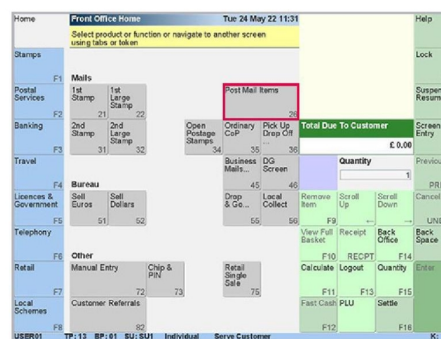 Home
Front Office Home
Tue 24 May 22 11:31
Help
Select product or function or navigate to another screen
using tabs or token
Stamps
F1
Lock
Mails
Postal
Services
F2
1st
Stamp
21
1st
Large
Stamp
22
Post Mail Items
26
Banking
F3
2nd
Stamp
31
2nd
Large
Stamp
32
Open
Postage
Stamps
34
Ordinary
CoP
35
Pick Up
Drop Off
...
36
Total Due To Customer
£ 0.00
Screen
Entry
Travel
F4
Business
Mails...
45
DG
Screen
46
Quantity
1
Bureau
Licences &
Government
F5
Sell
Euros
51
Sell
Dollars
52
Drop
& Go...
55
Local
Collect
56
Remove
Item
F9
Scroll
Up
Scroll
Down
Cancel
Telephony
F6
View Full
Basket
F10
Receipt
RECPT
Back
Office
F14
Back
Space
Other
Retail
F7
Manual Entry
72
Chip &
PIN
73
Retail
Single
Sale
75
Calculate
F11
Logout
F13
Quantity
F15
Enter
Local
Schemes
F8
Customer Referrals
82
Fast Cash
F12
PLU
Settle
F16
USER01
TP: 13 BP: 01 SU: SU1 Individual Serve Customer
K: